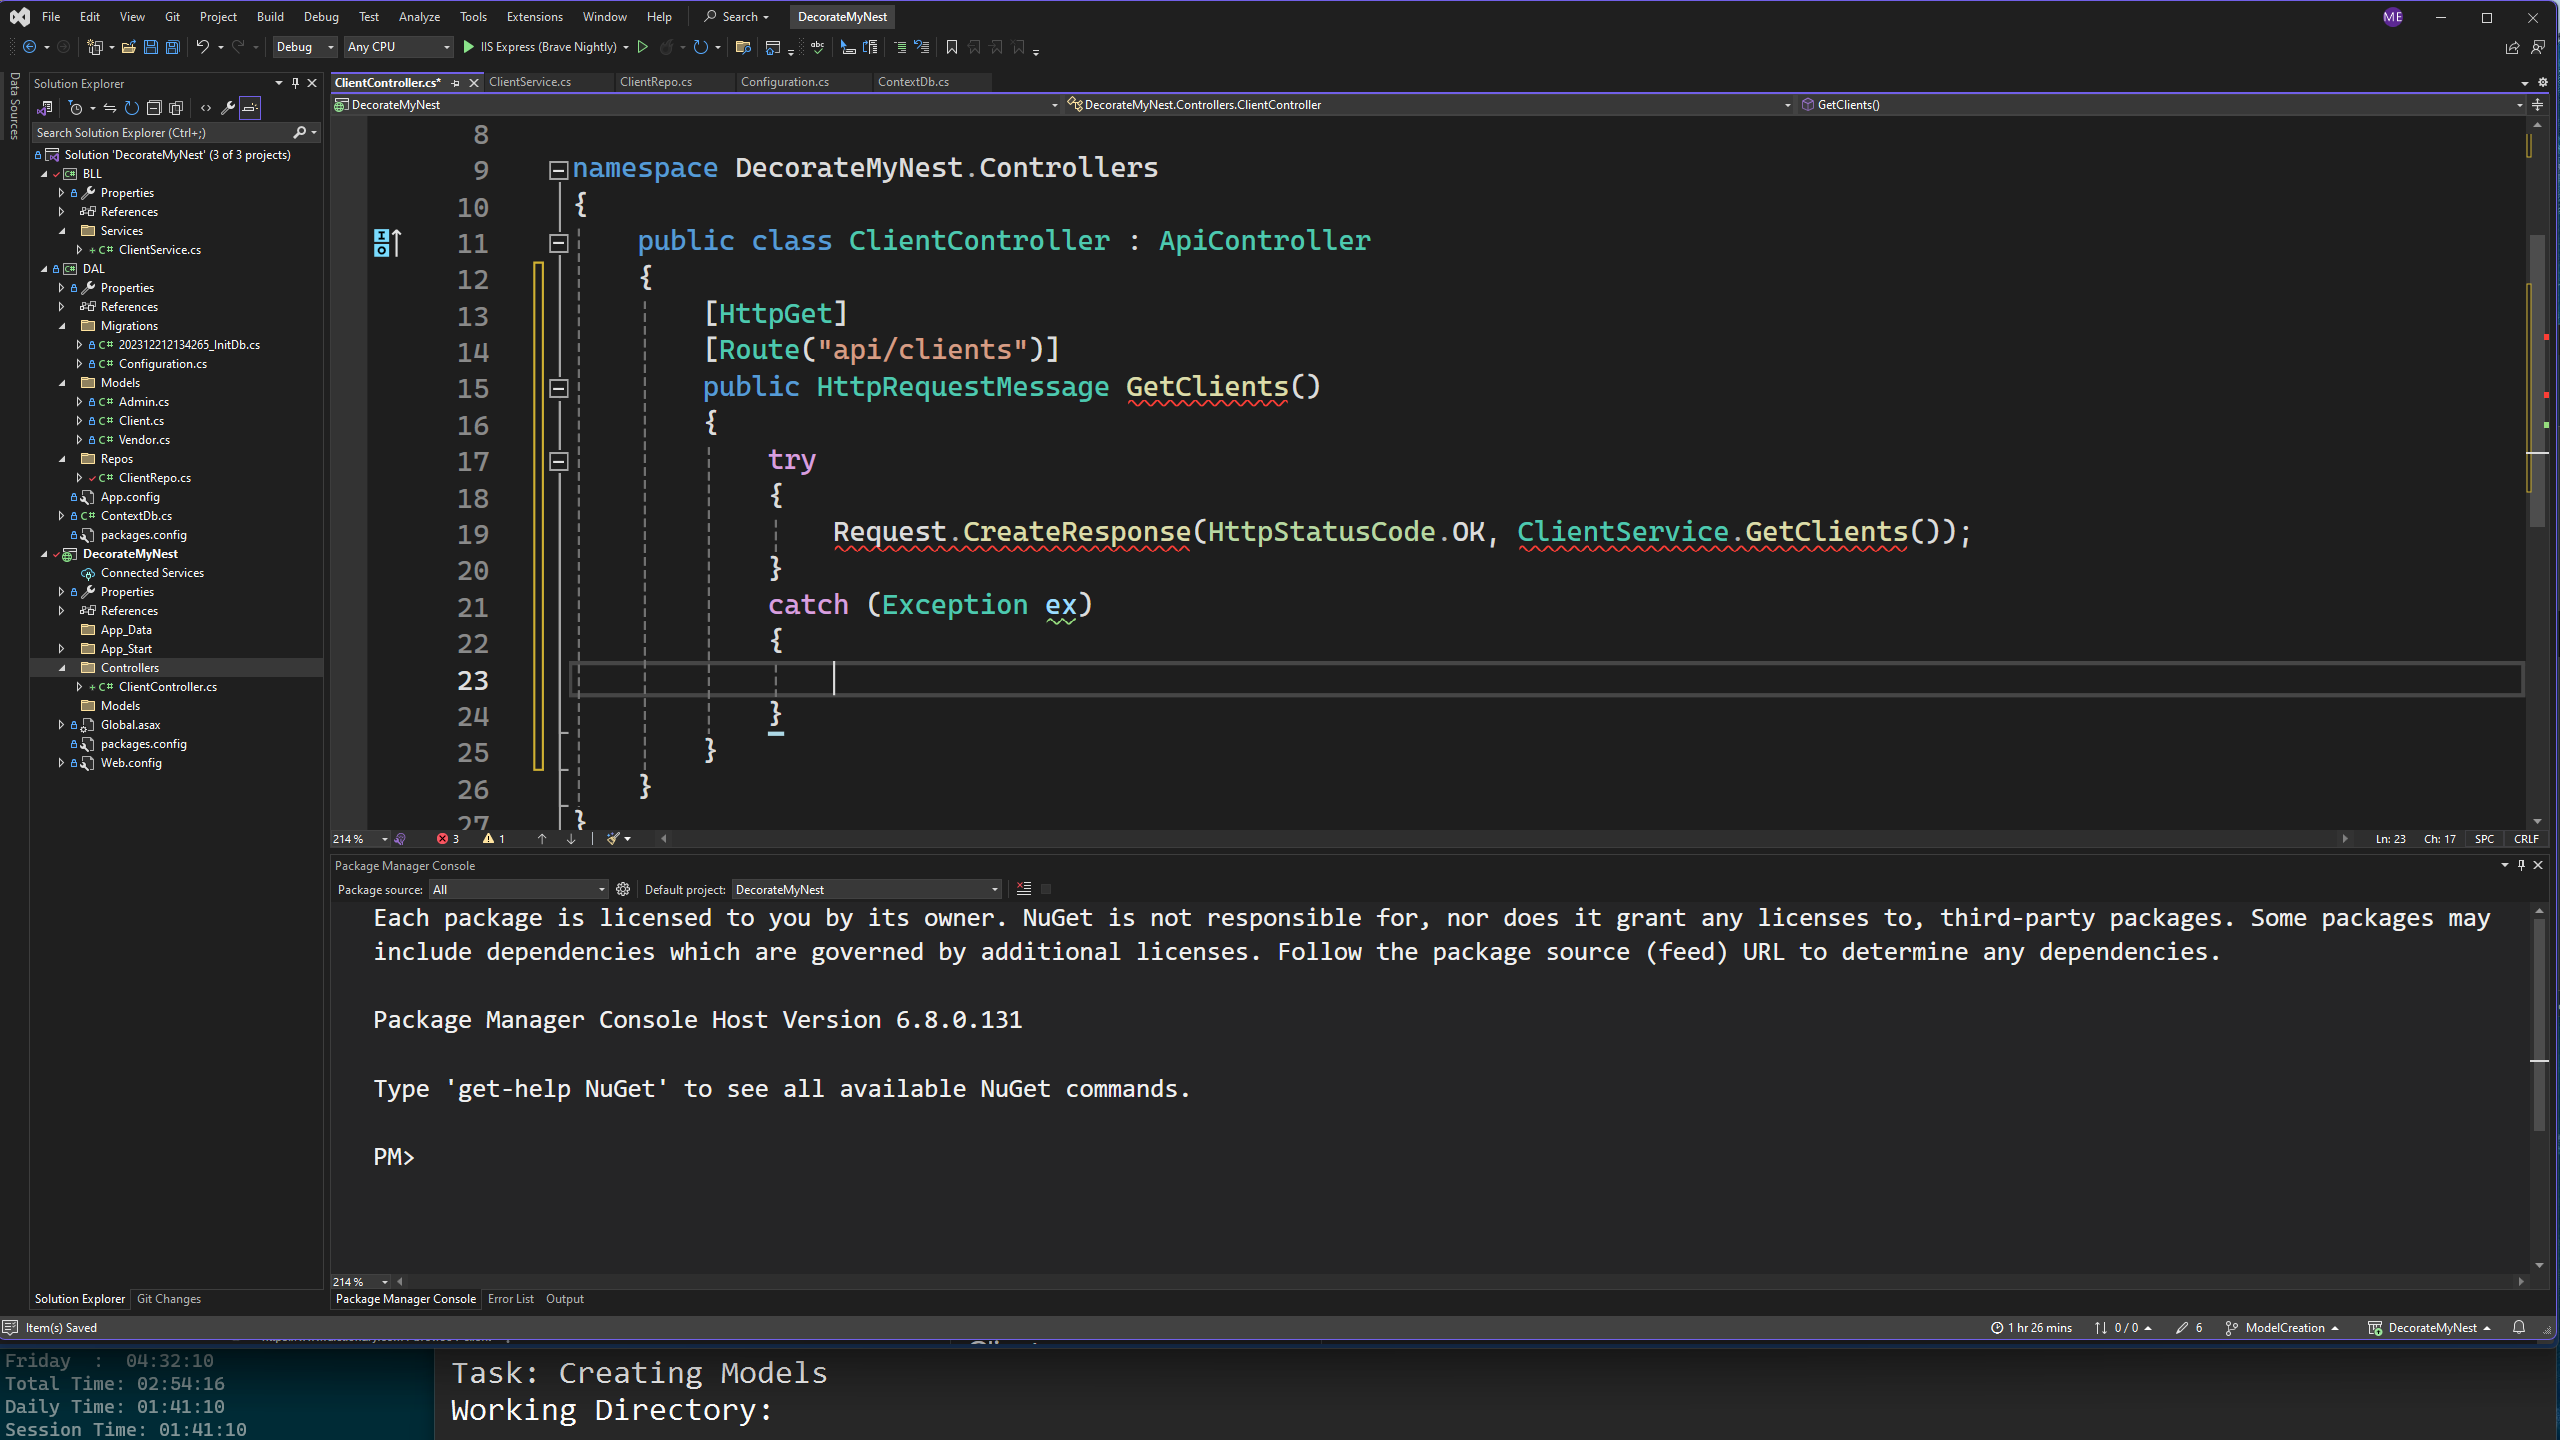 File Edit View Git Project Build Debug Test Analyze Tools Extensions Window Help Search DecorateMyNest ME
Debug Any CPU IIS Express (Brave Nightly)
Data Sources
Solution Explorer
Search Solution Explorer (Ctrl+;)
Solution 'DecorateMyNest' (3 of 3 projects)
BLL
Properties
References
Services
C# ClientService.cs
DAL
Properties
References
Migrations
C# 202312212134265_InitDb.cs
C# Configuration.cs
Models
C# Admin.cs
C# Client.cs
C# Vendor.cs
Repos
C# ClientRepo.cs
App.config
C# ContextDb.cs
packages.config
DecorateMyNest
Connected Services
Properties
References
App_Data
App_Start
Controllers
C# ClientController.cs
Models
Global.asax
packages.config
Web.config
Solution Explorer Git Changes
ClientController.cs* ClientService.cs ClientRepo.cs Configuration.cs ContextDb.cs
DecorateMyNest DecorateMyNest.Controllers.ClientController GetClients()
8
9 namespace DecorateMyNest.Controllers
10 {
11 public class ClientController : ApiController
12 {
13 [HttpGet]
14 [Route("api/clients")]
15 public HttpRequestMessage GetClients()
16 {
17 try
18 {
19 Request.CreateResponse(HttpStatusCode.OK, ClientService.GetClients());
20 }
21 catch (Exception ex)
22 {
23
24 }
25 }
26 }
27 }
214 % 3 1 Ln: 23 Ch: 17 SPC CRLF
Package Manager Console
Package source: All Default project: DecorateMyNest
Each package is licensed to you by its owner. NuGet is not responsible for, nor does it grant any licenses to, third-party packages. Some packages may
include dependencies which are governed by additional licenses. Follow the package source (feed) URL to determine any dependencies.
Package Manager Console Host Version 6.8.0.131
Type 'get-help NuGet' to see all available NuGet commands.
PM>
214 %
Package Manager Console Error List Output
Item(s) Saved 1 hr 26 mins 0 / 0 6 ModelCreation DecorateMyNest
Friday : 04:32:10
Total Time: 02:54:16
Daily Time: 01:41:10
Session Time: 01:41:10
Task: Creating Models
Working Directory: